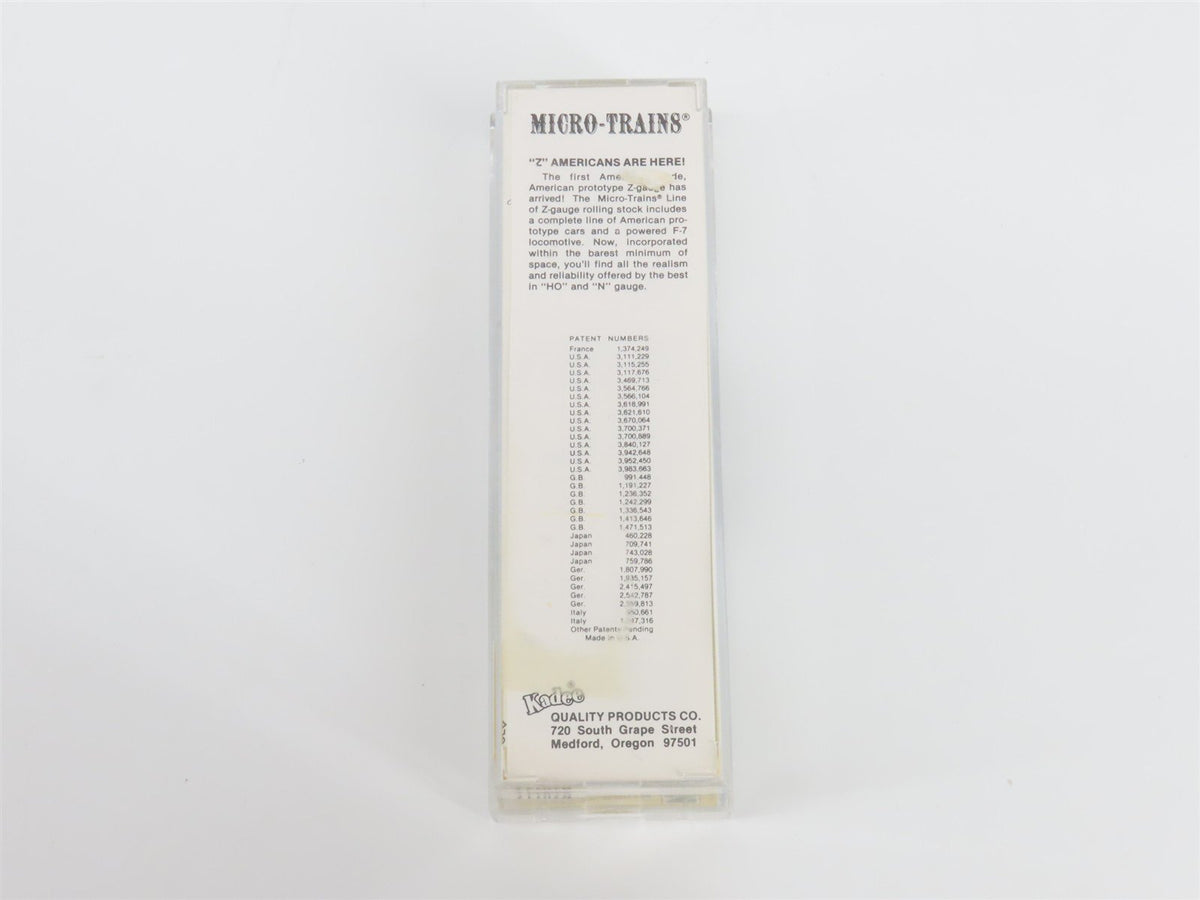 MICRO-TRAINS®
"Z" AMERICANS ARE HERE!
The first
American prototype Z-gauge has
arrived! The Micro-Trains® Line
of Z-gauge rolling stock includes
a complete line of American pro-
totype cars and a powered F-7
locomotive. Now, incorporated
within the barest minimum of
space, you'll find all the realism
and reliability offered by the best
in "HO" and "N" gauge.
PATENT NUMBERS
France 1,374,249
U.S.A. 3,111,229
U.S.A. 3,115,255
U.S.A. 3,117,676
U.S.A. 3,469,713
U.S.A. 3,564,766
U.S.A. 3,566,104
U.S.A. 3,618,991
U.S.A. 3,621,610
U.S.A. 3,670,064
U.S.A. 3,700,371
U.S.A. 3,700,689
U.S.A. 3,840,127
U.S.A. 3,942,648
U.S.A. 3,952,450
U.S.A. 3,983,663
G.B. 991,448
G.B. 1,191,227
G.B. 1,236,352
G.B. 1,242,299
G.B. 1,336,543
G.B. 1,413,646
G.B. 1,471,513
Japan 460,228
Japan 709,741
Japan 743,028
Japan 759,786
Ger. 1,807,990
Ger. 1,935,157
Ger.
Ger.
Ger.
Italy
Italy
Other Patents Pending
Made in U.S.A.
Kadee®
QUALITY PRODUCTS CO.
720 South Grape Street
Medford, Oregon 97501